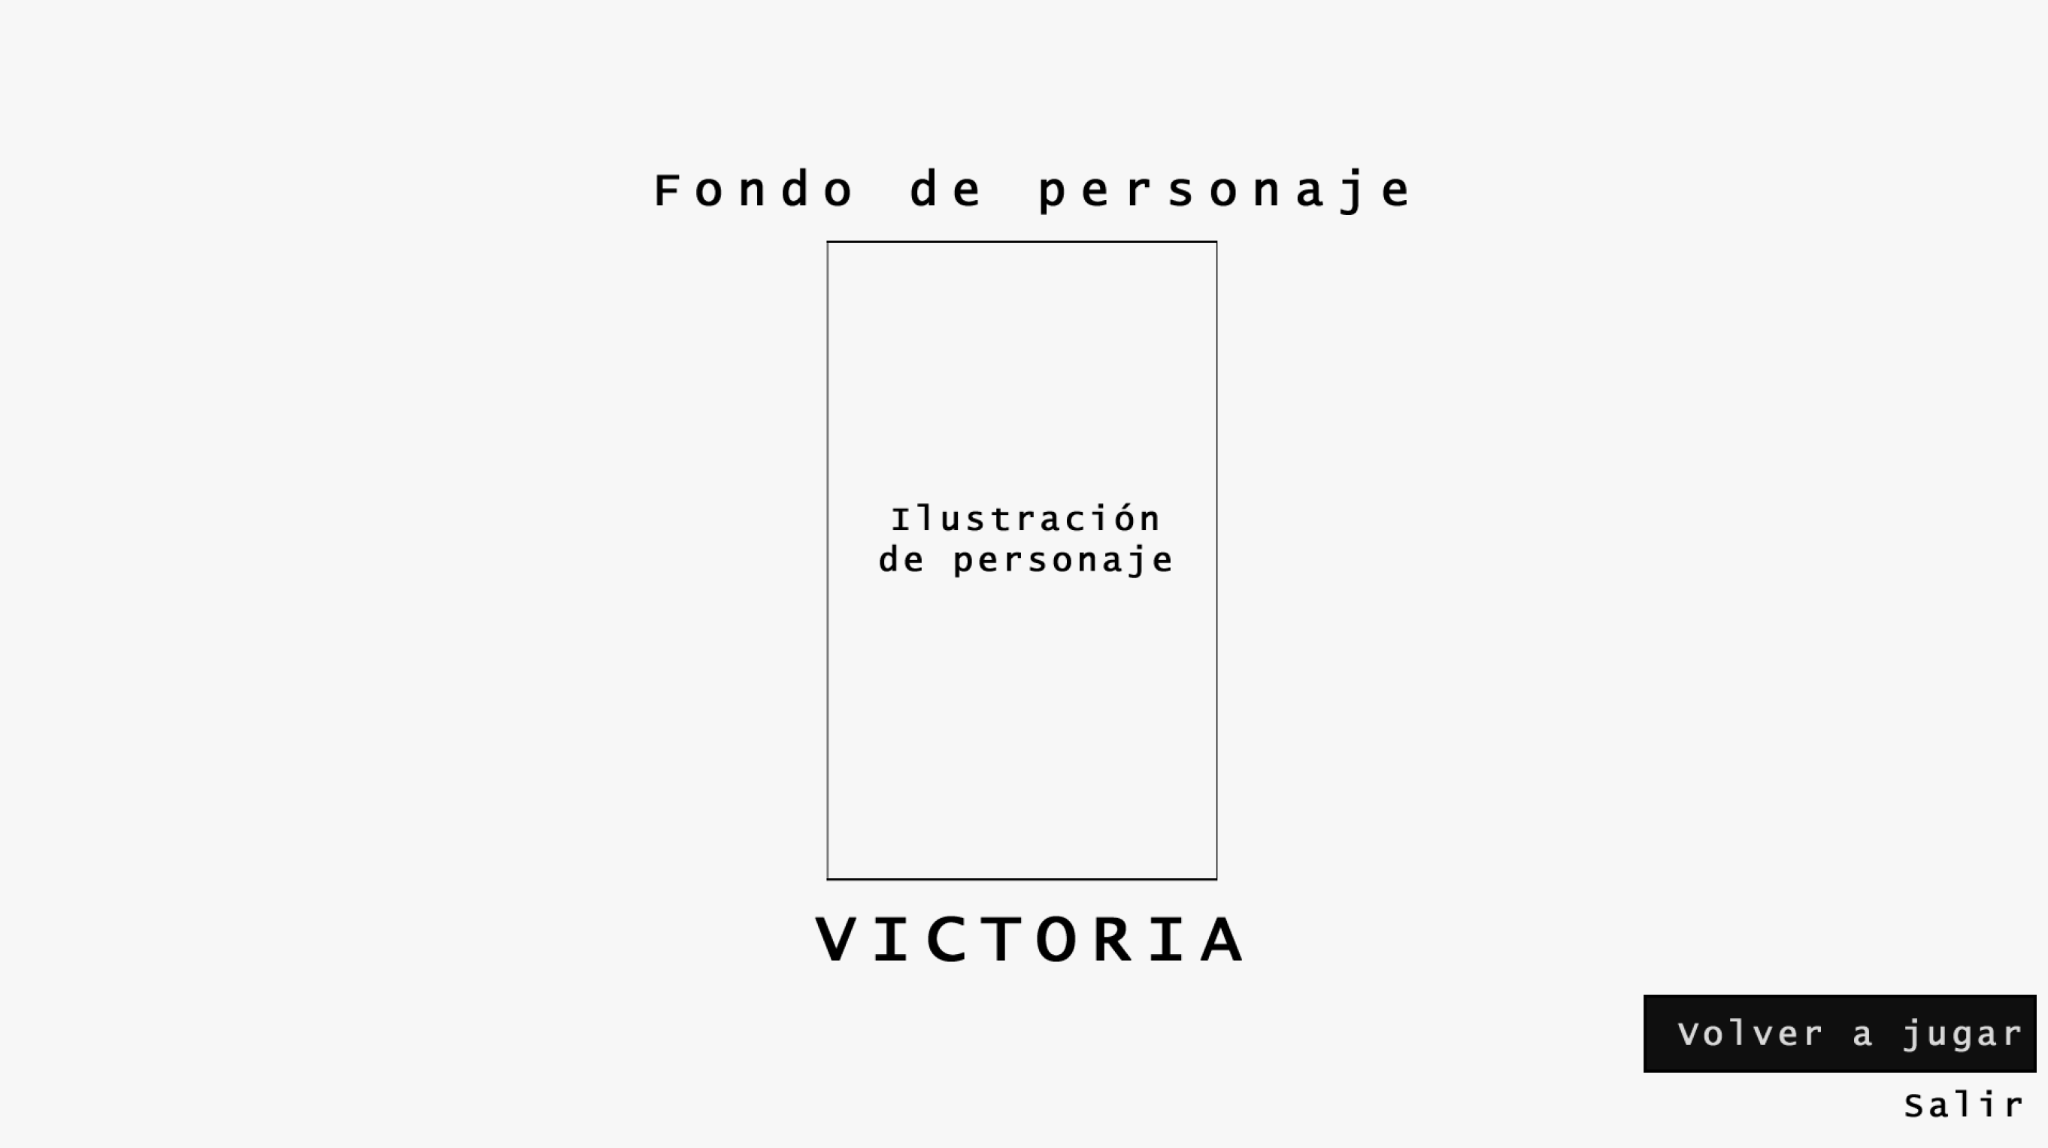 Fondo de personaje
Ilustración
de personaje
VICTORIA
Volver a jugar
Salir